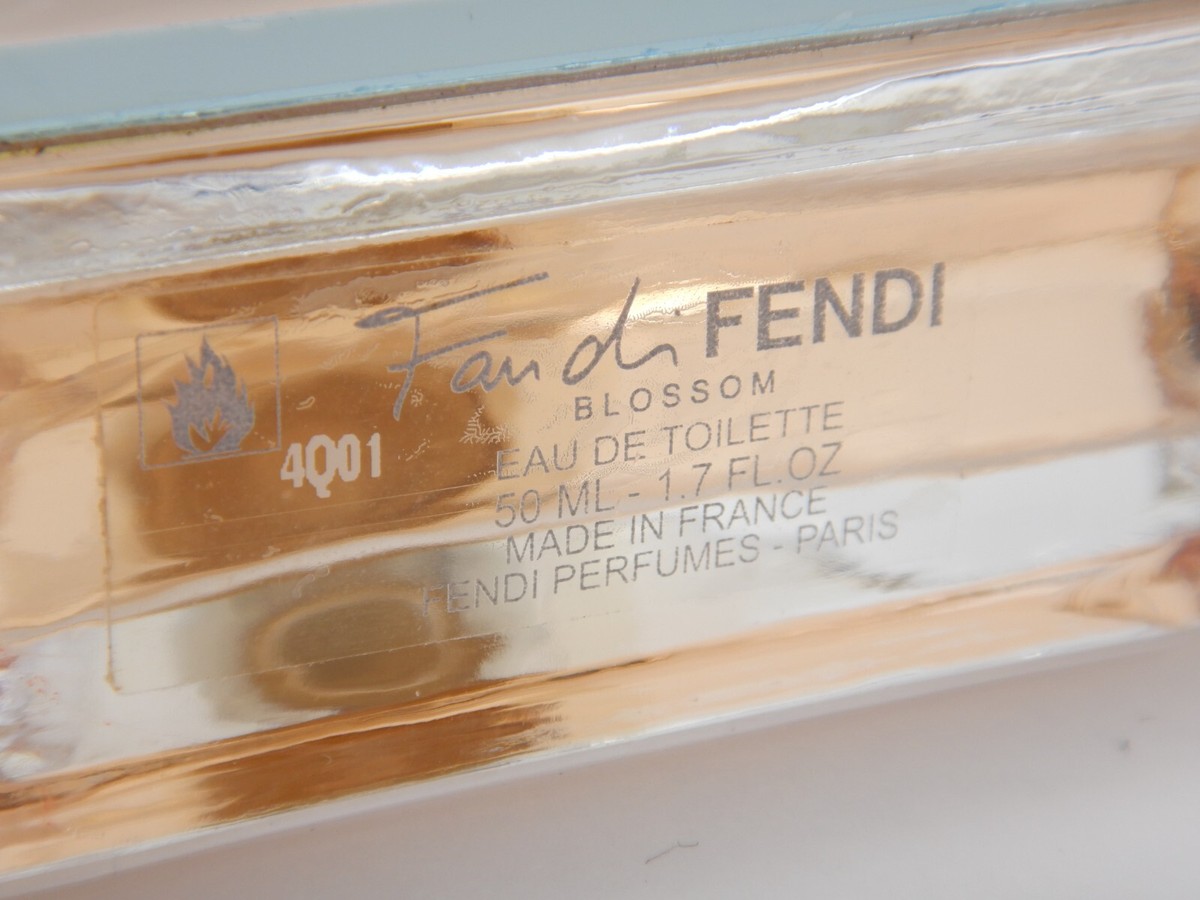 Fan di FENDI
BLOSSOM
4Q01
EAU DE TOILETTE
50 ML - 1.7 FL.OZ
MADE IN FRANCE
FENDI PERFUMES - PARIS